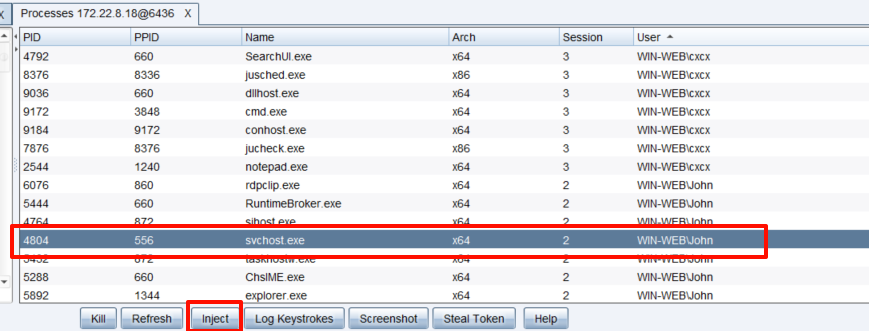 X Processes 172.22.8.18@6436 X
PID PPID Name Arch Session User
4792 660 SearchUI.exe x64 3 WIN-WEB\cxcx
8376 8336 jusched.exe x86 3 WIN-WEB\cxcx
9036 660 dllhost.exe x64 3 WIN-WEB\cxcx
9172 3848 cmd.exe x64 3 WIN-WEB\cxcx
9184 9172 conhost.exe x64 3 WIN-WEB\cxcx
7876 8376 jucheck.exe x86 3 WIN-WEB\cxcx
2544 1240 notepad.exe x64 3 WIN-WEB\cxcx
6076 860 rdpclip.exe x64 2 WIN-WEB\John
5444 660 RuntimeBroker.exe x64 2 WIN-WEB\John
4764 872 sihost.exe x64 2 WIN-WEB\John
4804 556 svchost.exe x64 2 WIN-WEB\John
872 taskhostw.exe x64 2 WIN-WEB\John
5288 660 ChsIME.exe x64 2 WIN-WEB\John
5892 1344 explorer.exe x64 2 WIN-WEB\John
Kill Refresh Inject Log Keystrokes Screenshot Steal Token Help